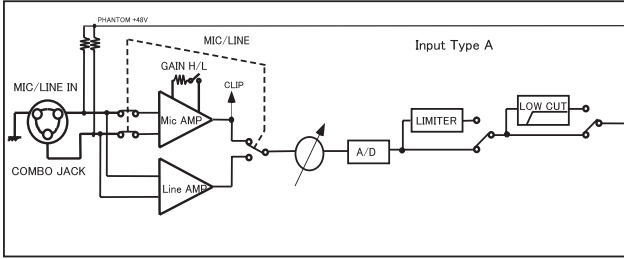 PHANTOM +48V
MIC/LINE
Input Type A
GAIN H/L
MIC/LINE IN
CLIP
Mic AMP
LIMITER
LOW CUT
A/D
COMBO JACK
Line AMP